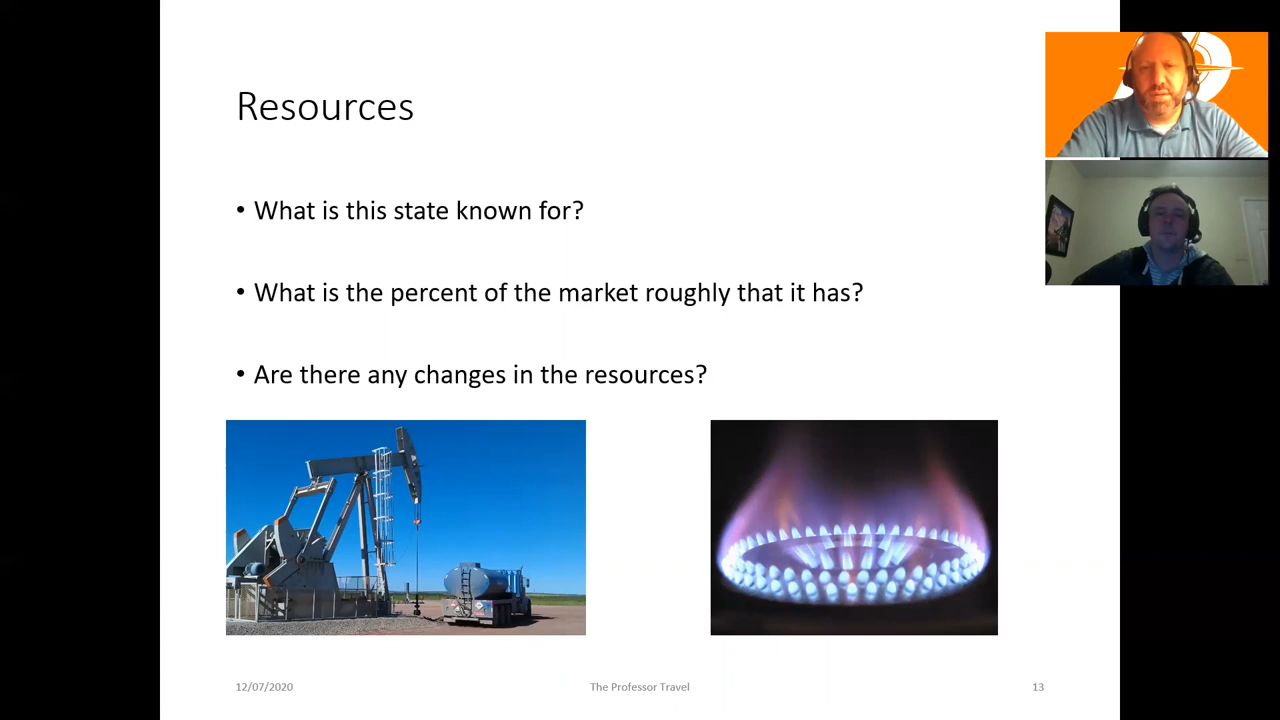 Resources
• What is this state known for?
• What is the percent of the market roughly that it has?
• Are there any changes in the resources?
12/07/2020
The Professor Travel
13